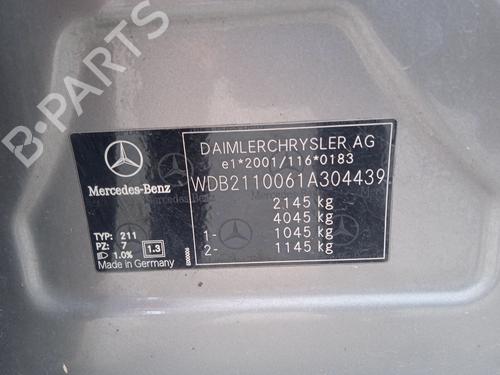 B-PARTS
DAIMLERCHRYSLER AG
e1*2001/116*0183
WDB2110061A304439
2145 kg
4045 kg
1- 1045 kg
2- 1145 kg
Mercedes-Benz
TYP: 211
PZ: 7
1.0% 1.3
Made in Germany